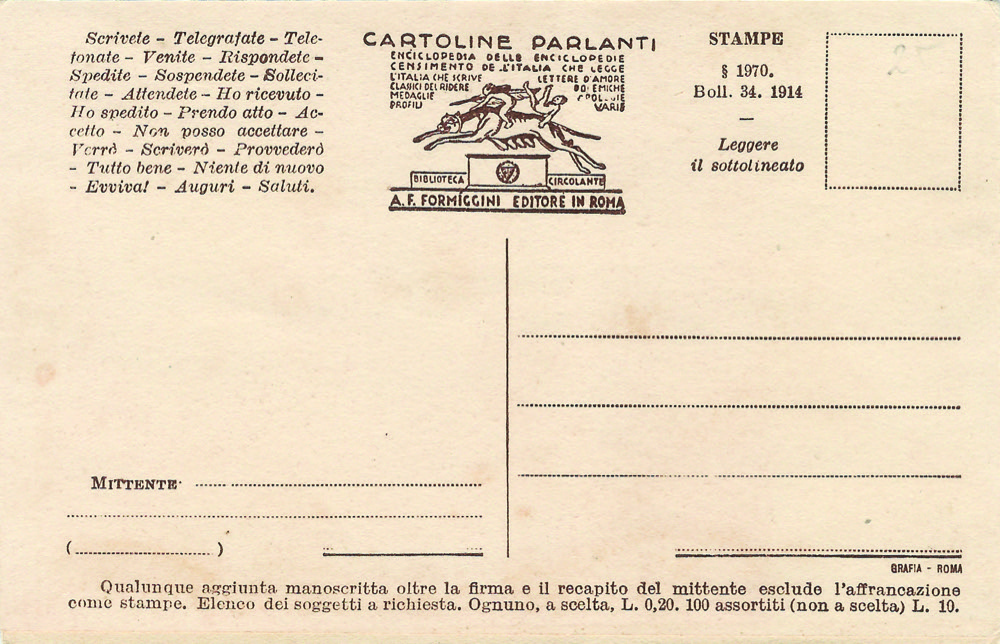 Scrivete - Telegrafate - Tele-
fonate - Venite - Rispondete -
Spedite - Sospendete - Solleci-
tate - Attendete - Ho ricevuto -
Ho spedito - Prendo atto - Ac-
cetto - Non posso accettare -
Verrò - Scriverò - Provvederò
- Tutto bene - Niente di nuovo
- Evviva! - Auguri - Saluti.
CARTOLINE PARLANTI
ENCICLOPEDIA DELLE ENCICLOPEDIE
CENSIMENTO DELL'ITALIA CHE LEGGE
L'ITALIA CHE SCRIVE LETTERE D'AMORE
CLASSICI DEL RIDERE POLEMICHE
MEDAGLIE
PROFILI VARIE
BIBLIOTECA CIRCOLANTE
A. F. FORMÍGGINI EDITORE IN ROMA
STAMPE
§ 1970.
Boll. 34. 1914
Leggere
il sottolineato
MITTENTE
( )
GRAFIA - ROMA
Qualunque aggiunta manoscritta oltre la firma e il recapito del mittente esclude l'affrancazione
come stampe. Elenco dei soggetti a richiesta. Ognuno, a scelta, L. 0,20. 100 assortiti (non a scelta) L. 10.